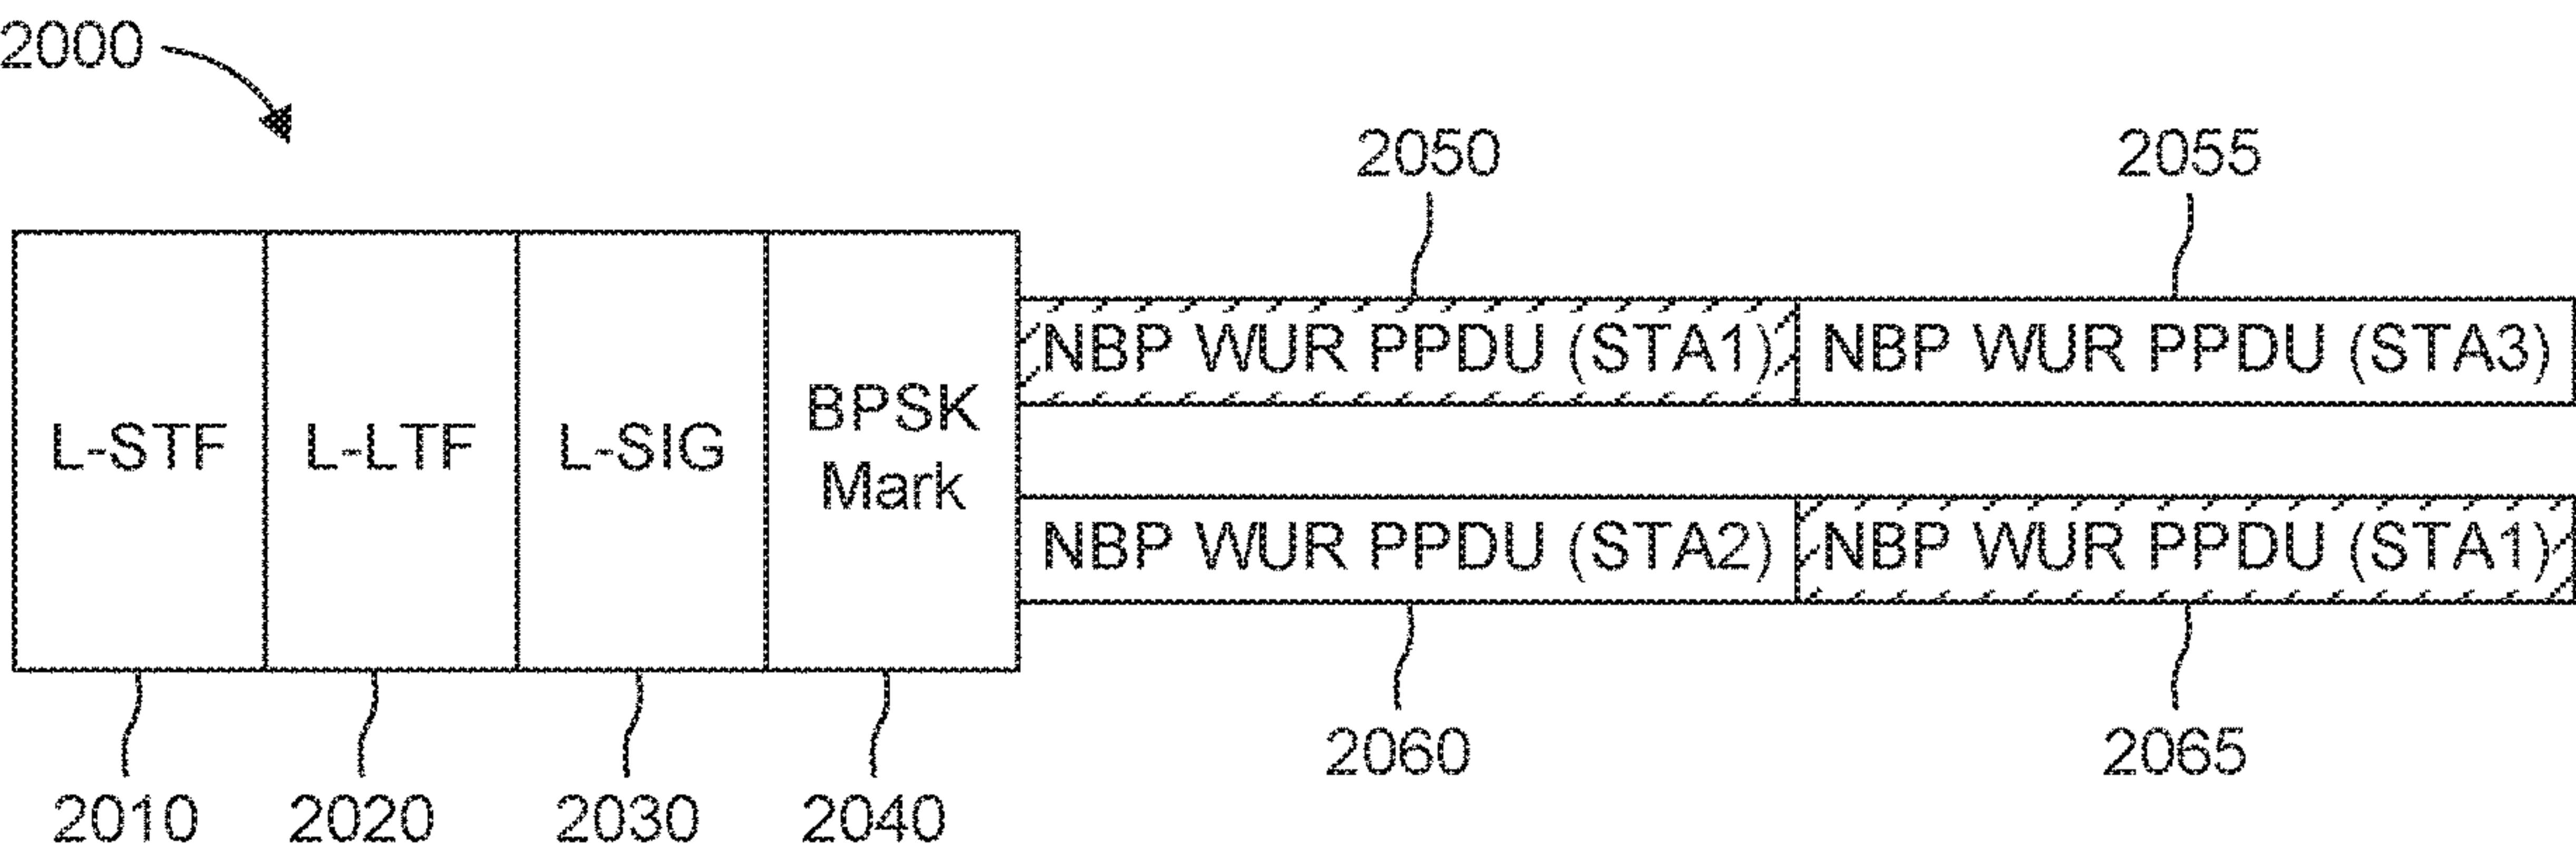 2000
2050
2055
L-STF
L-LTF
L-SIG
BPSK
Mark
NBP WUR PPDU (STA1)
NBP WUR PPDU (STA3)
NBP WUR PPDU (STA2)
NBP WUR PPDU (STA1)
2060
2065
2010
2020
2030
2040